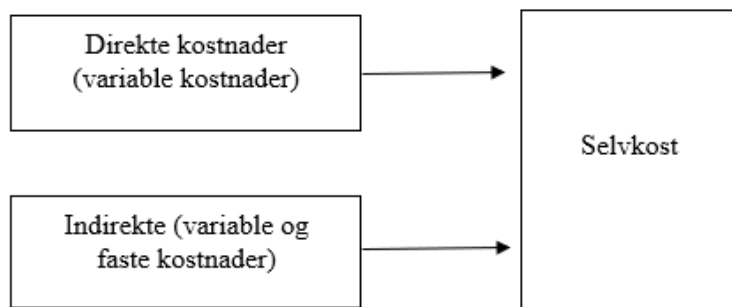 Direkte kostnader
(variable kostnader)
Selvkost
Indirekte (variable og
faste kostnader)